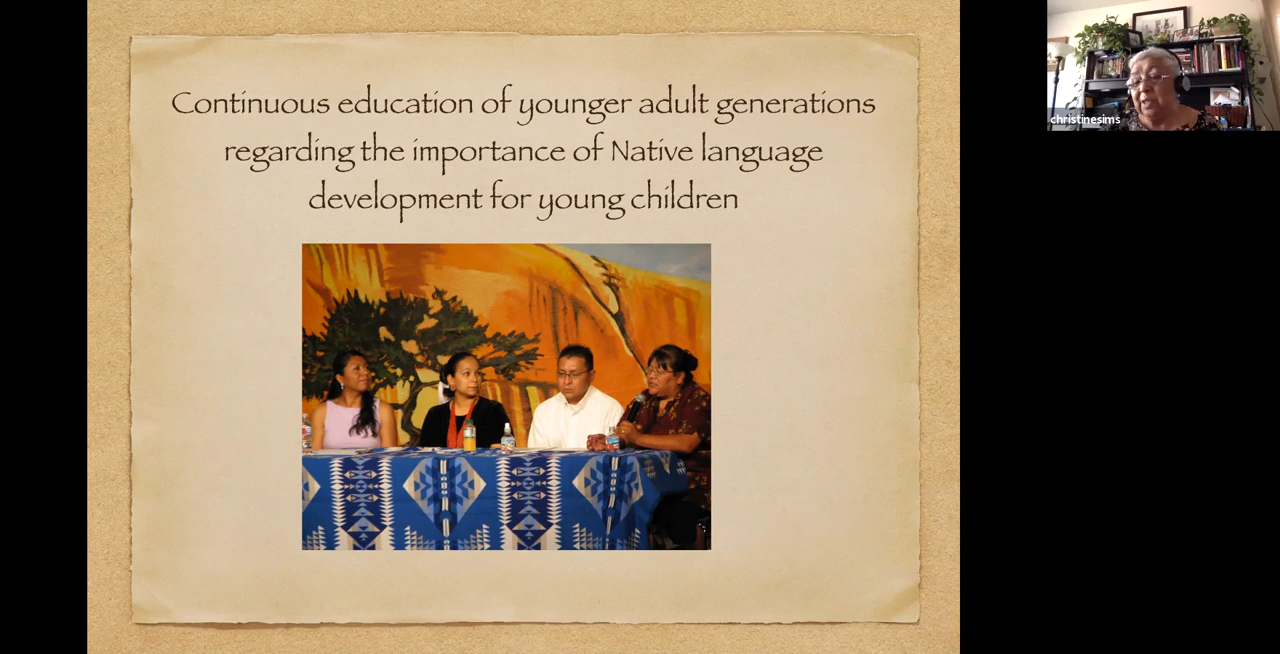 Continuous education of younger adult generations
regarding the importance of Native language
development for young children
christinesims